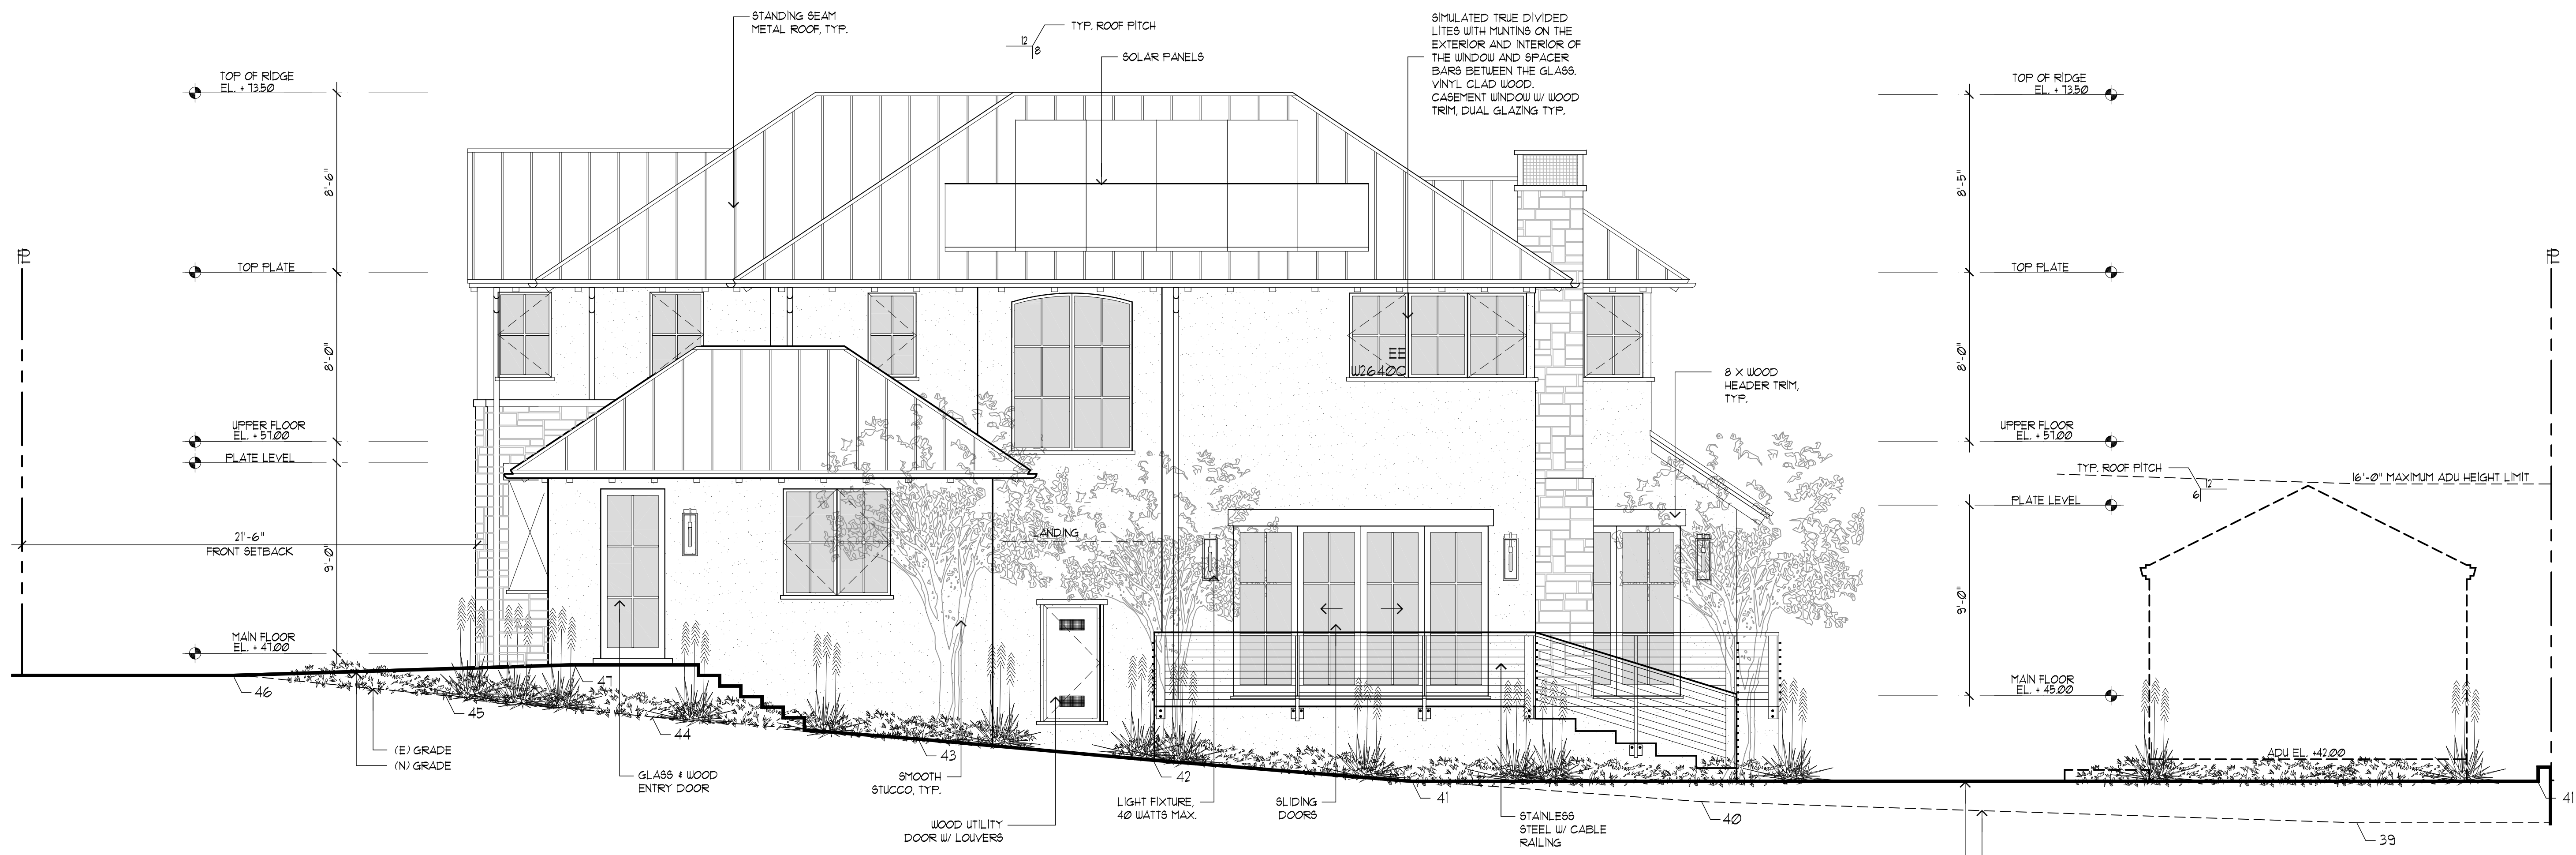 STANDING SEAM
METAL ROOF, TYP.
12
8
TYP. ROOF PITCH
SOLAR PANELS
SIMULATED TRUE DIVIDED
LITES WITH MUNTINS ON THE
EXTERIOR AND INTERIOR OF
THE WINDOW AND SPACER
BARS BETWEEN THE GLASS.
VINYL CLAD WOOD.
CASEMENT WINDOW W/ WOOD
TRIM, DUAL GLAZING TYP.
TOP OF RIDGE
EL. + 73.50
TOP OF RIDGE
EL. + 73.50
8'-6"
8'-5"
PL
TOP PLATE
TOP PLATE
PL
8'-0"
8'-0"
EE
W2640C
8 X WOOD
HEADER TRIM,
TYP.
UPPER FLOOR
EL. + 57.00
UPPER FLOOR
EL. + 57.00
PLATE LEVEL
TYP. ROOF PITCH
12
6
16'-0" MAXIMUM ADU HEIGHT LIMIT
PLATE LEVEL
21'-6"
FRONT SETBACK
9'-0"
LANDING
9'-0"
MAIN FLOOR
EL. + 47.00
MAIN FLOOR
EL. + 45.00
46
47
45
44
43
42
41
40
39
41
ADU EL. +42.00
(E) GRADE
(N) GRADE
GLASS & WOOD
ENTRY DOOR
SMOOTH
STUCCO, TYP.
WOOD UTILITY
DOOR W/ LOUVERS
LIGHT FIXTURE,
40 WATTS MAX.
SLIDING
DOORS
STAINLESS
STEEL W/ CABLE
RAILING